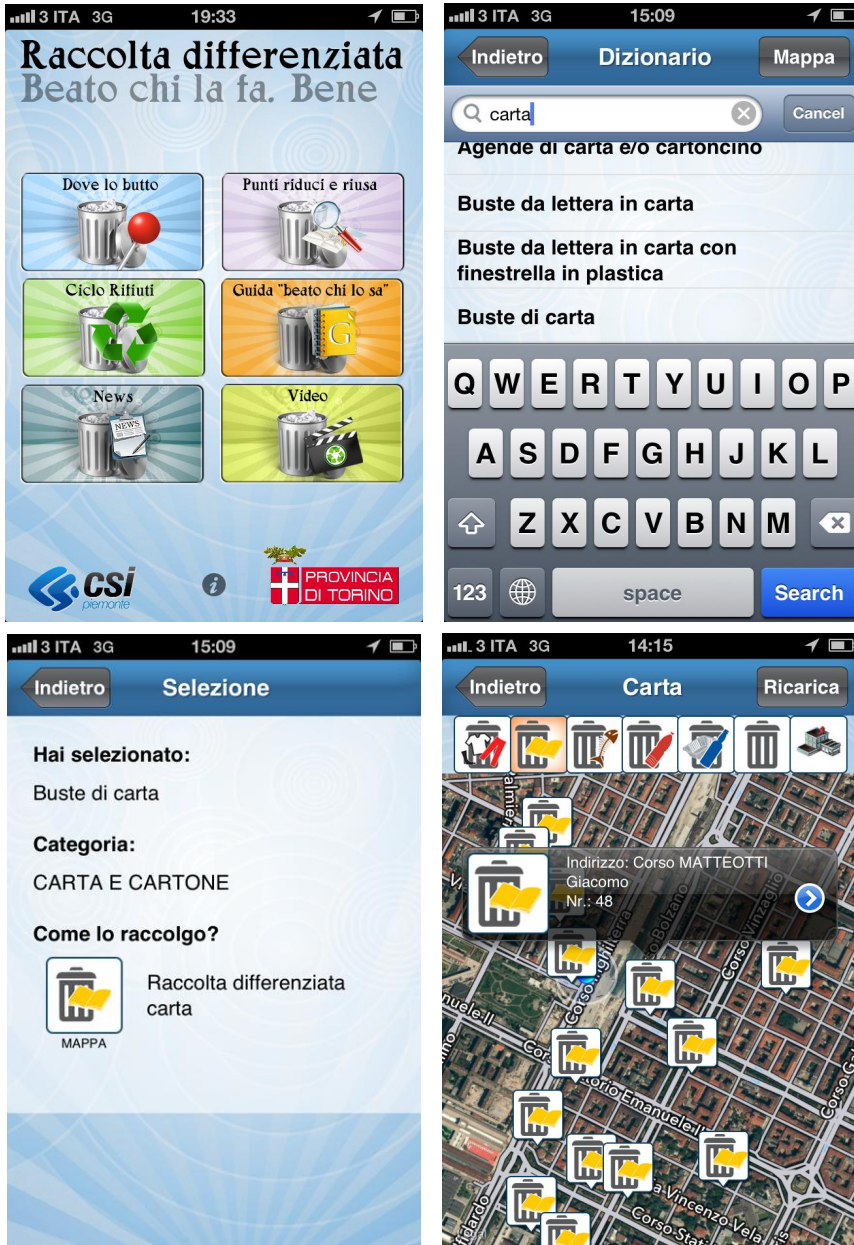 3 ITA 3G 19:33
Raccolta differenziata
Beato chi la fa. Bene
Dove lo butto
Punti riduci e riusa
Ciclo Rifiuti
Guida "beato chi lo sa"
G
News
NEWS
Video
CSI
piemonte
i
PROVINCIA
DI TORINO
3 ITA 3G 15:09
Indietro
Dizionario
Mappa
carta
Cancel
Agende di carta e/o cartoncino
Buste da lettera in carta
Buste da lettera in carta con
finestrella in plastica
Buste di carta
Q W E R T Y U I O P
A S D F G H J K L
Z X C V B N M
123
space
Search
3 ITA 3G 15:09
Indietro
Selezione
Hai selezionato:
Buste di carta
Categoria:
CARTA E CARTONE
Come lo raccolgo?
Raccolta differenziata
carta
MAPPA
3 ITA 3G 14:15
Indietro
Carta
Ricarica
Indirizzo: Corso MATTEOTTI
Giacomo
Nr.: 48
Corso Bolzano
Corso Vinzaglio